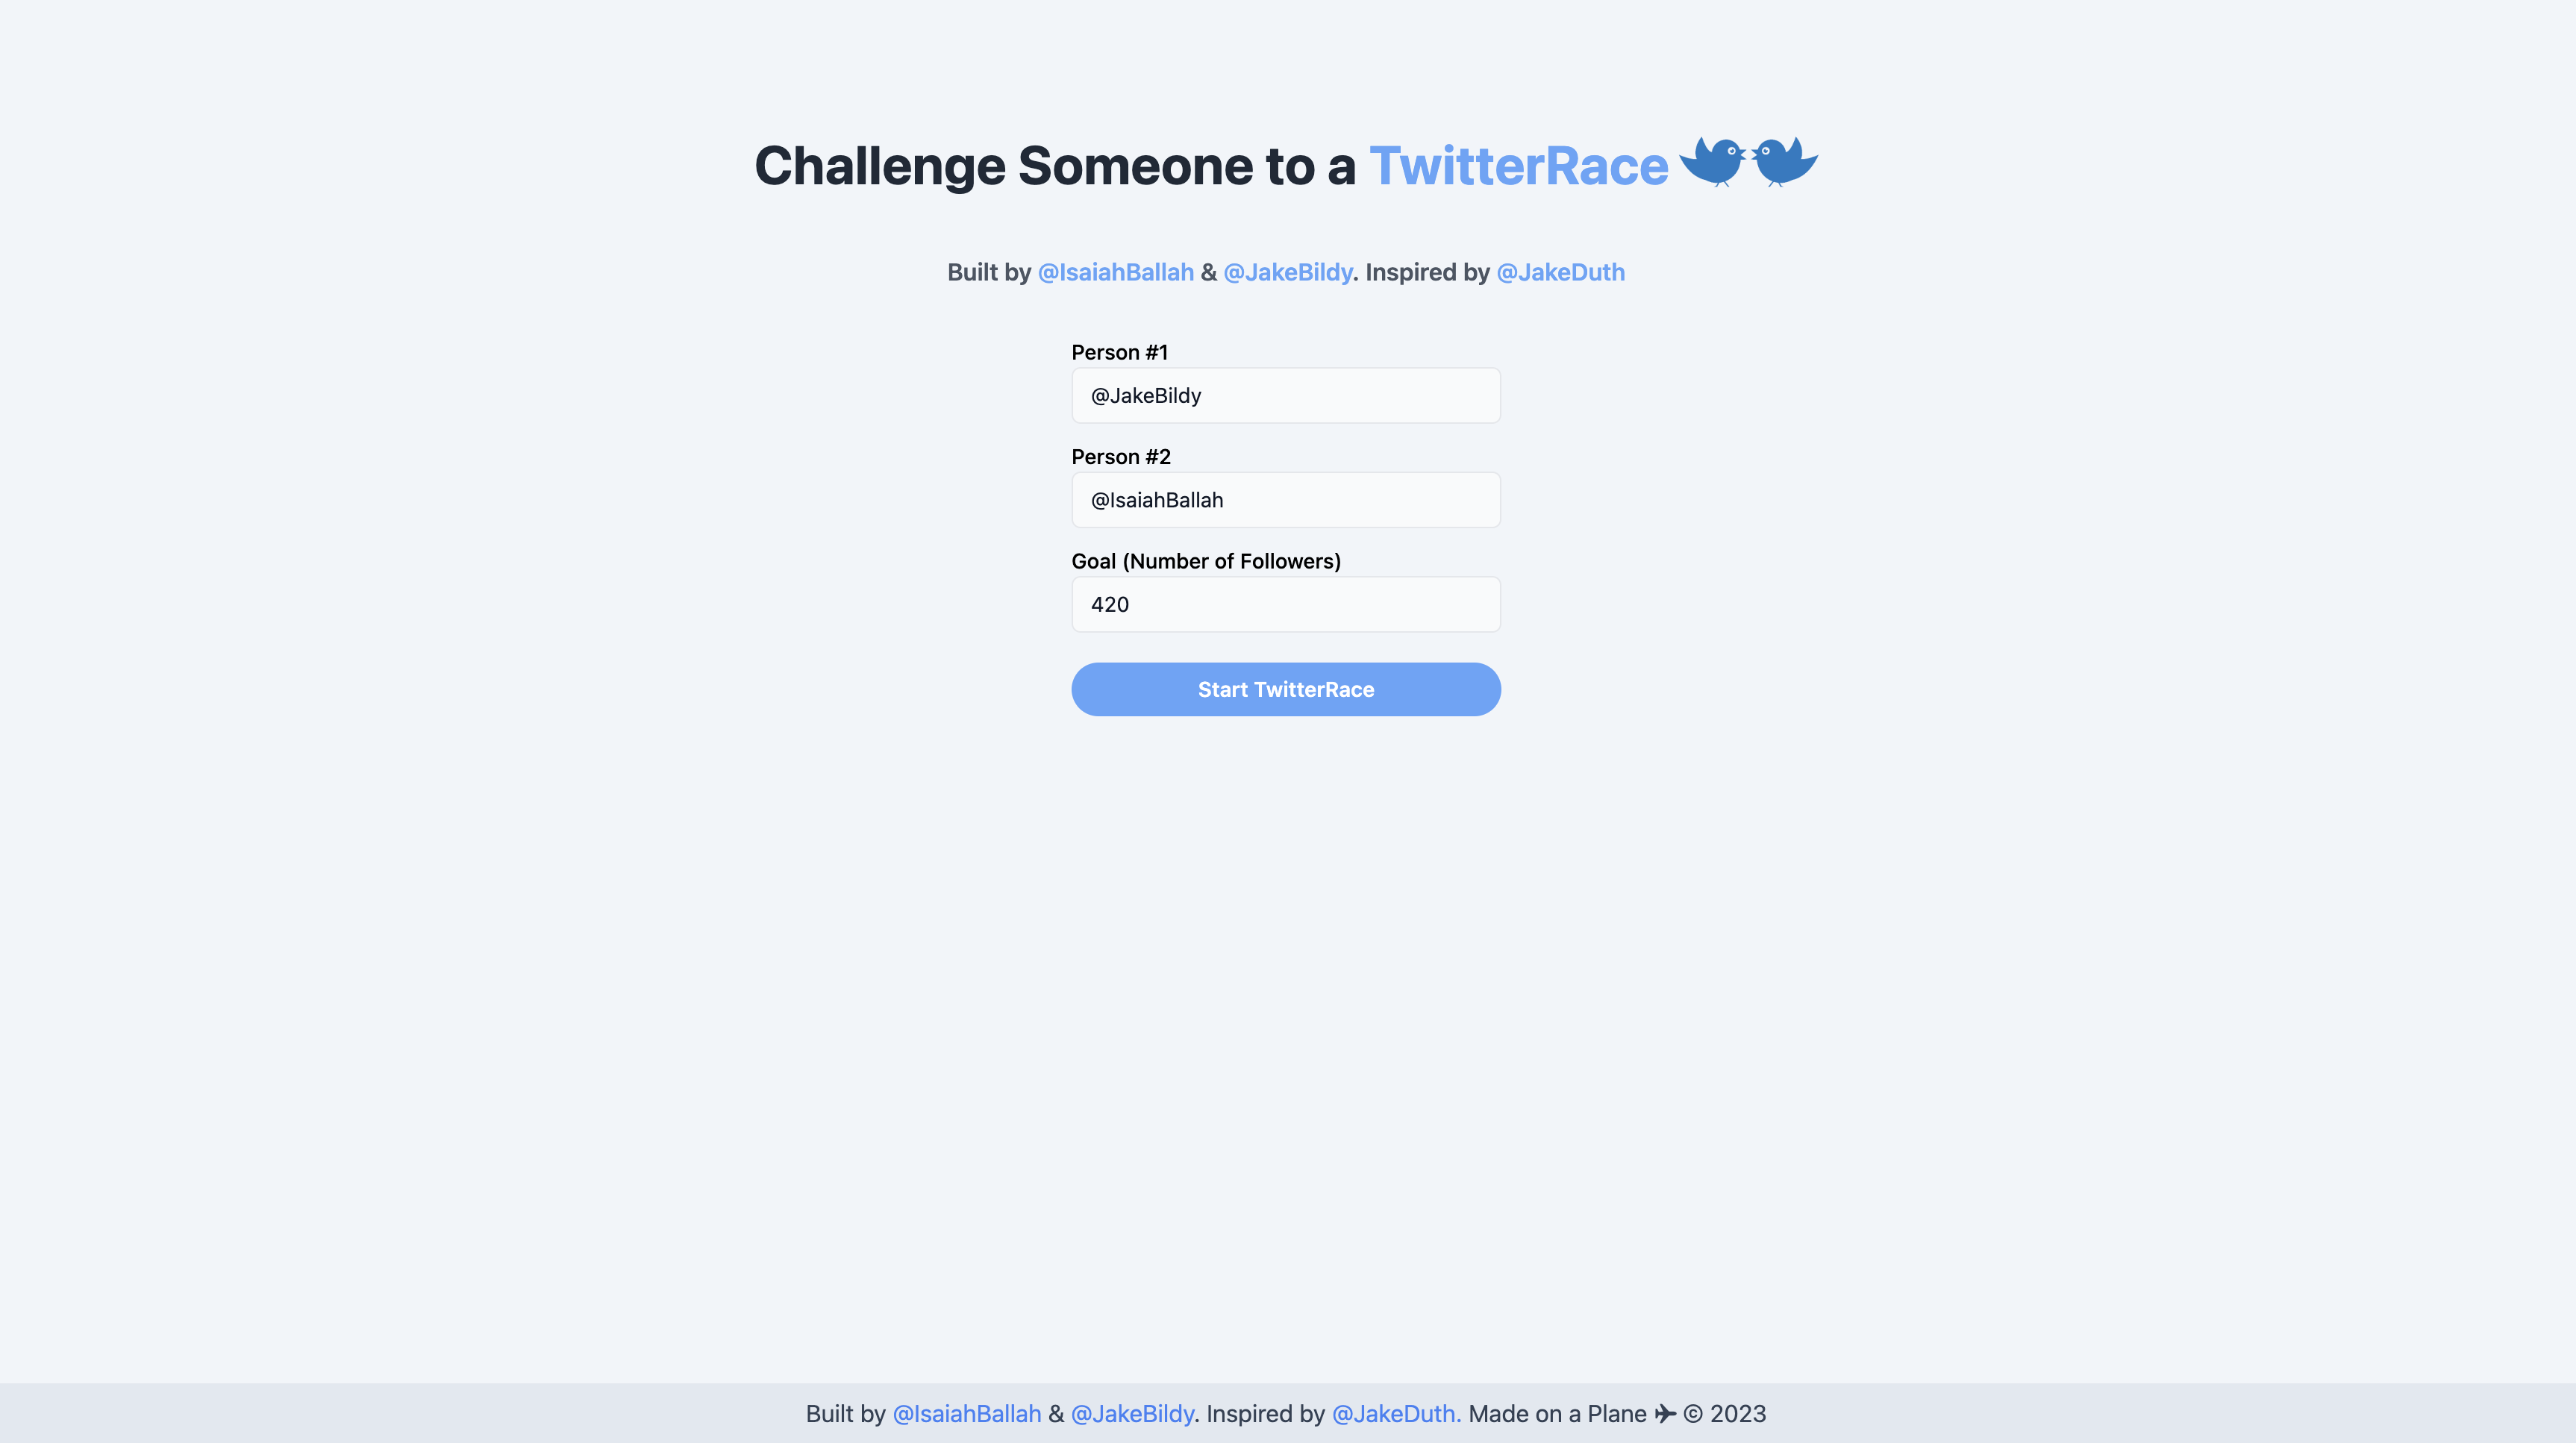 Challenge Someone to a TwitterRace
Built by @IsaiahBallah & @JakeBildy. Inspired by @JakeDuth
Person #1
@JakeBildy
Person #2
@IsaiahBallah
Goal (Number of Followers)
420
Start TwitterRace
Built by @IsaiahBallah & @JakeBildy. Inspired by @JakeDuth. Made on a Plane ✈ © 2023